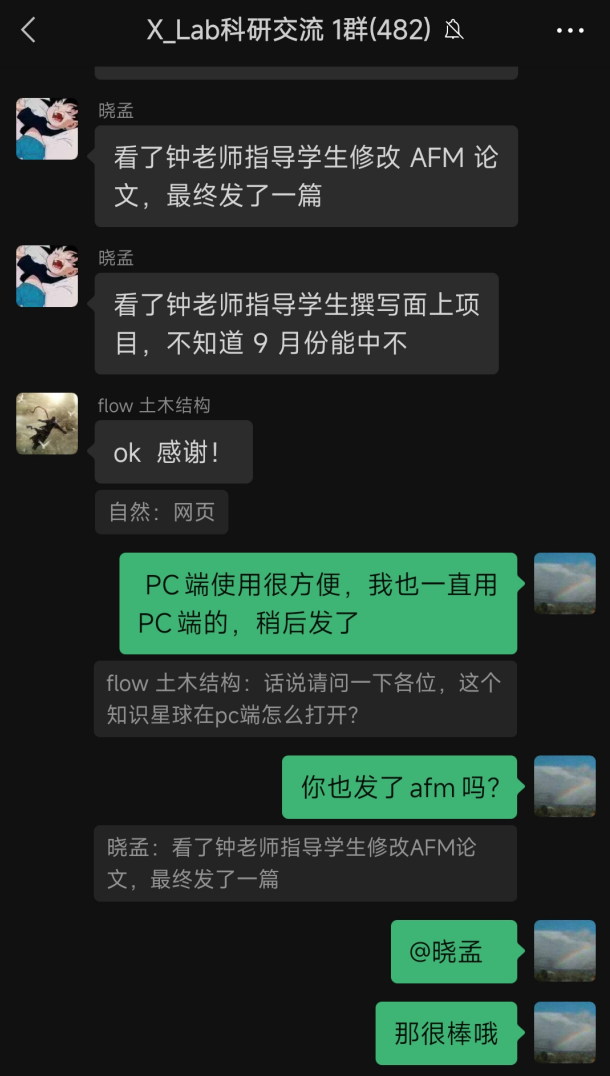 X_Lab科研交流 1群(482)
晓孟
看了钟老师指导学生修改 AFM 论
文，最终发了一篇
晓孟
看了钟老师指导学生撰写面上项
目，不知道 9 月份能中不
flow 土木结构
ok 感谢！
自然：网页
PC 端使用很方便，我也一直用
PC 端的，稍后发了
flow 土木结构：话说请问一下各位，这个
知识星球在pc端怎么打开？
你也发了 afm 吗？
晓孟：看了钟老师指导学生修改AFM论
文，最终发了一篇
@晓孟
那很棒哦